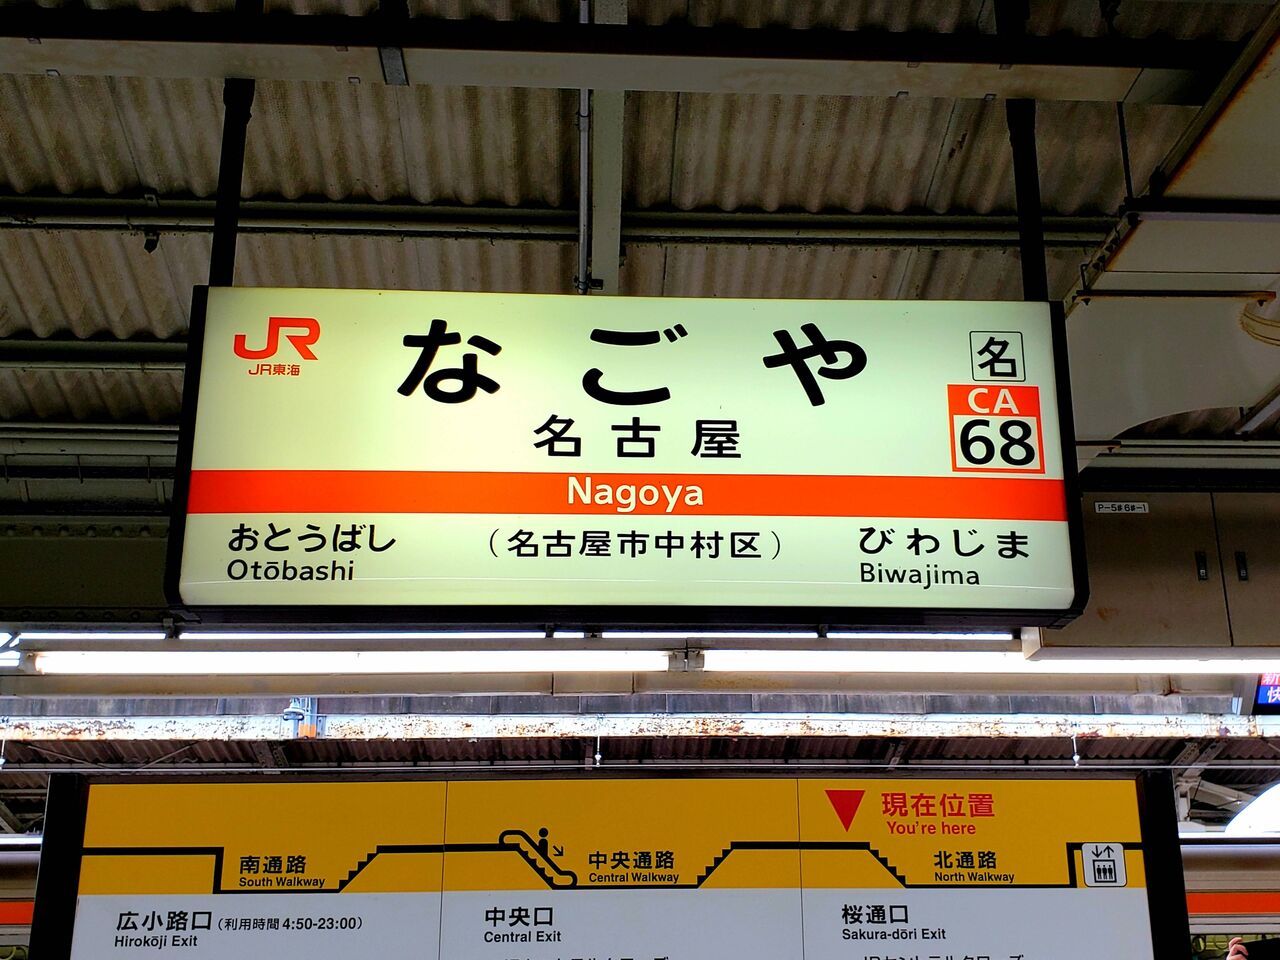 JR
JR東海
なごや
名
CA
68
名古屋
Nagoya
おとうばし
Otōbashi
(名古屋市中村区)
びわじま
Biwajima
P-5#6#-1
現在位置
You're here
南通路
South Walkway
中央通路
Central Walkway
北通路
North Walkway
広小路口(利用時間4:50-23:00)
Hirokōji Exit
中央口
Central Exit
桜通口
Sakura-dōri Exit